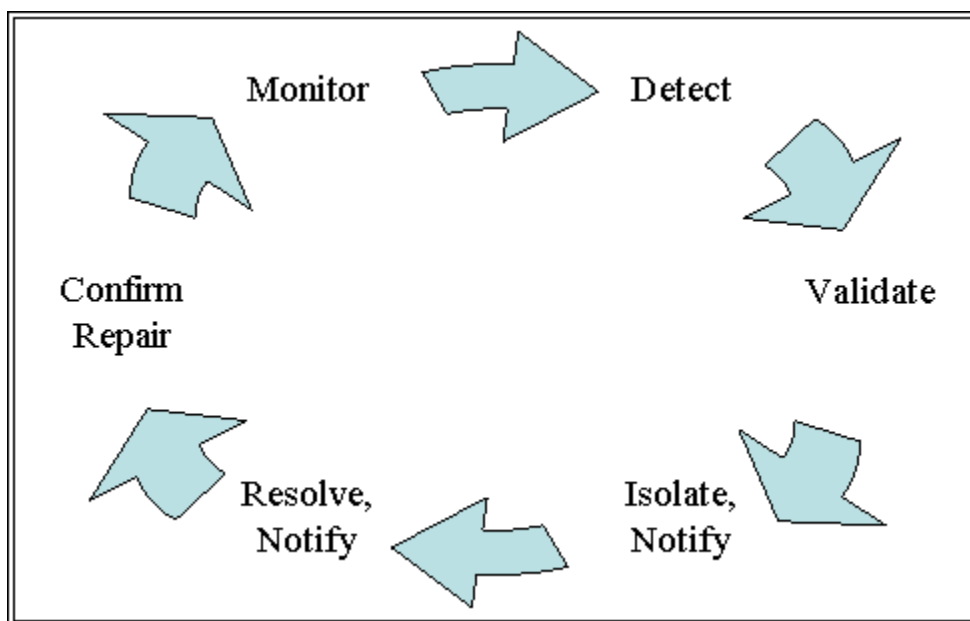 Monitor
Detect
Validate
Isolate,
Notify
Resolve,
Notify
Confirm
Repair